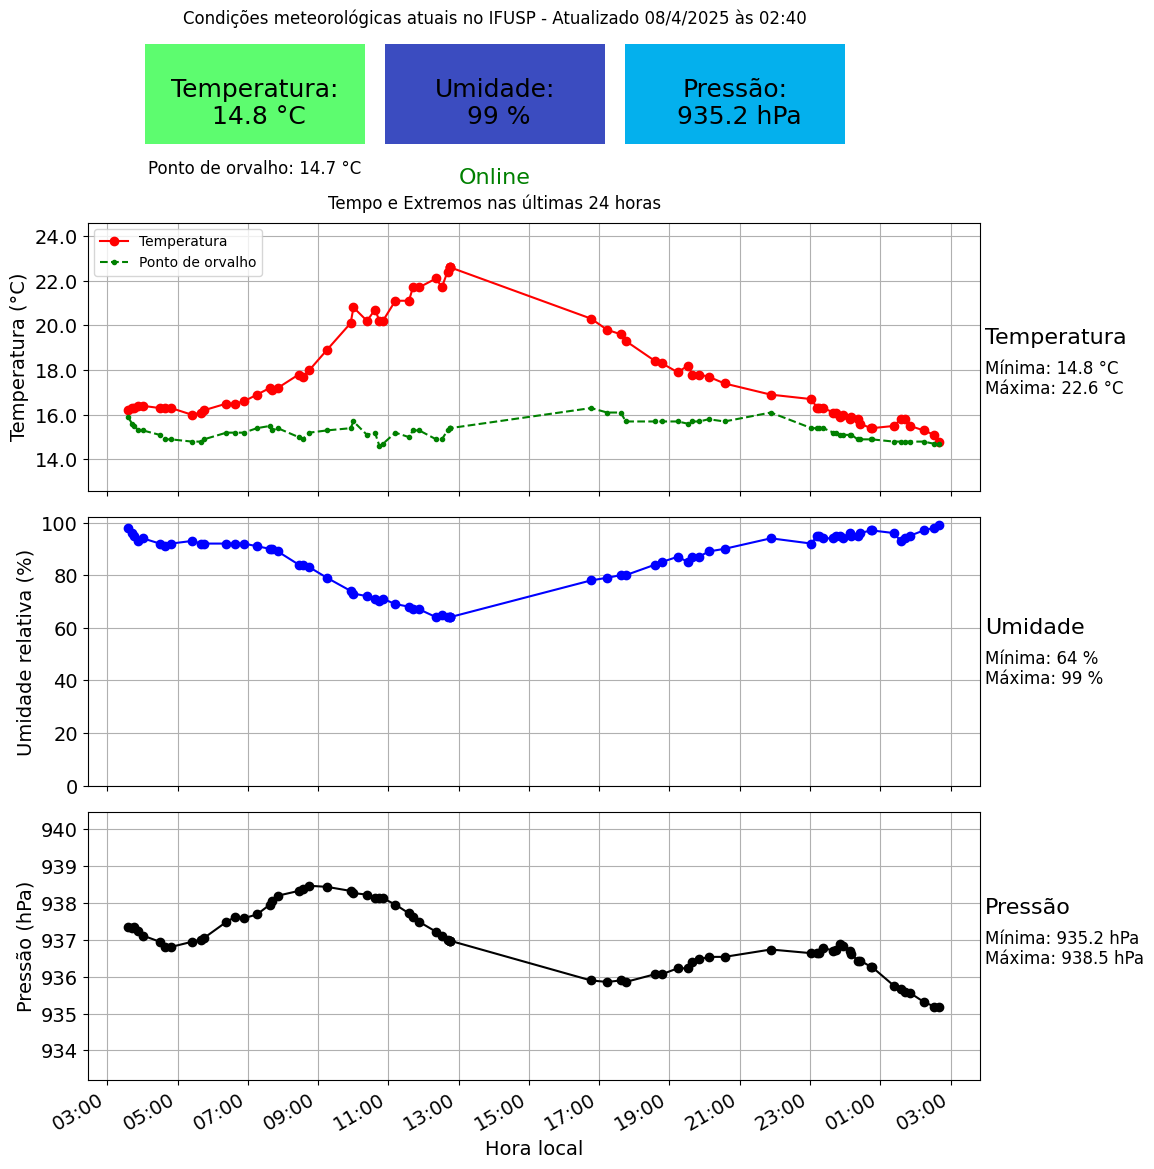 Condições meteorológicas atuais no IFUSP - Atualizado 08/4/2025 às 02:40
Temperatura:
14.8 °C
Umidade:
99 %
Pressão:
935.2 hPa
Ponto de orvalho: 14.7 °C
Online
Tempo e Extremos nas últimas 24 horas
Temperatura (°C)
24.0
22.0
20.0
18.0
16.0
14.0
Temperatura
Ponto de orvalho
Temperatura
Mínima: 14.8 °C
Máxima: 22.6 °C
Umidade relativa (%)
100
80
60
40
20
0
Umidade
Mínima: 64 %
Máxima: 99 %
Pressão (hPa)
940
939
938
937
936
935
934
Pressão
Mínima: 935.2 hPa
Máxima: 938.5 hPa
03:00 05:00 07:00 09:00 11:00 13:00 15:00 17:00 19:00 21:00 23:00 01:00 03:00
Hora local